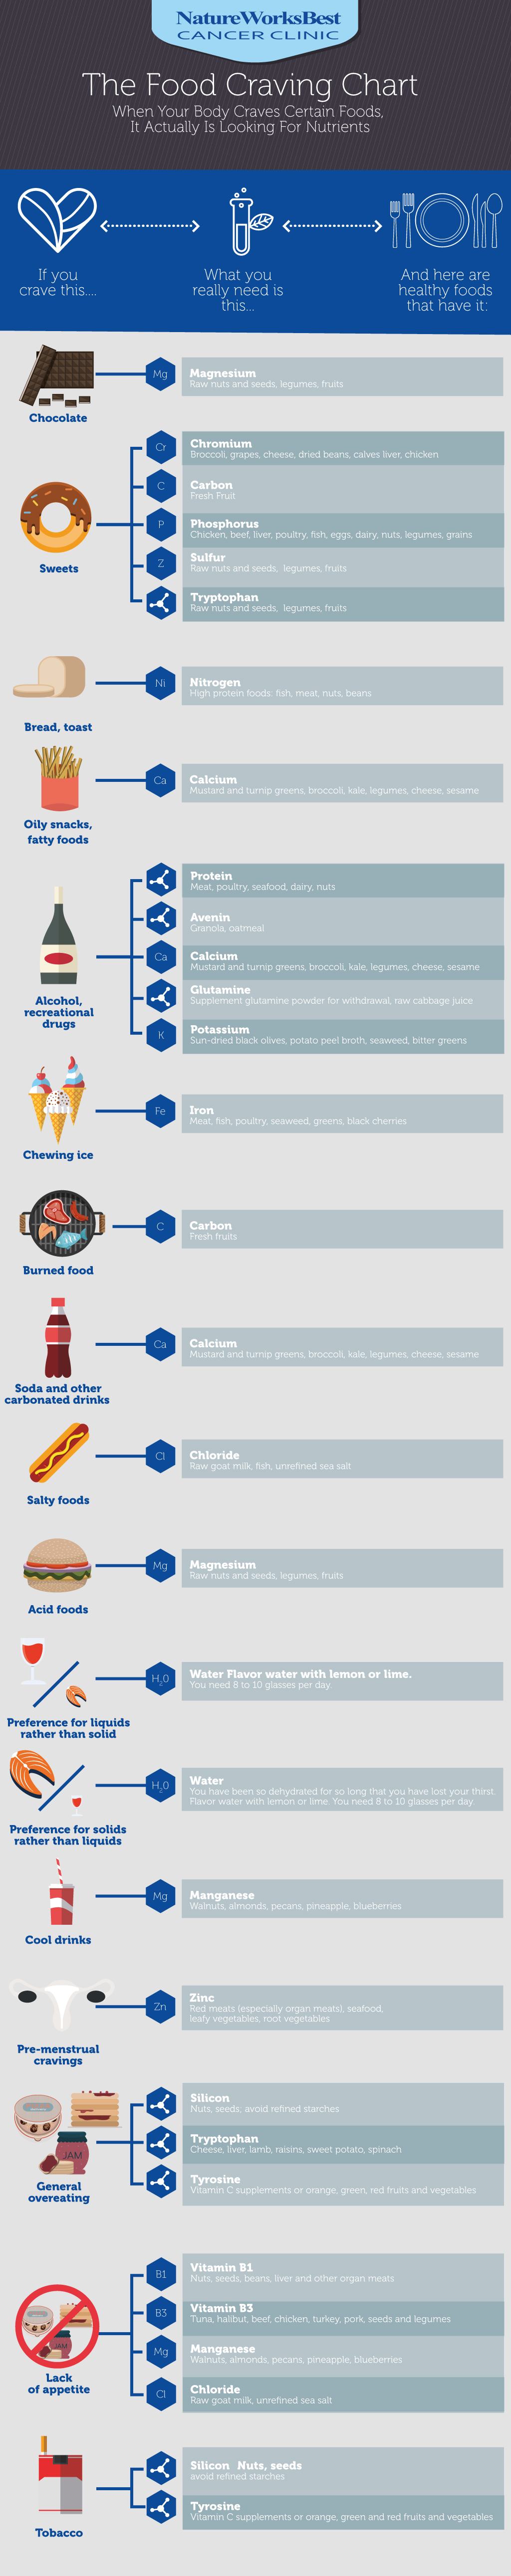 NatureWorksBest
CANCER CLINIC
The Food Craving Chart
When Your Body Craves Certain Foods,
It Actually Is Looking For Nutrients
If you
crave this....
What you
really need is
this...
And here are
healthy foods
that have it:
Chocolate
Mg
Magnesium
Raw nuts and seeds, legumes, fruits
Sweets
Cr
Chromium
Broccoli, grapes, cheese, dried beans, calves liver, chicken
C
Carbon
Fresh Fruit
P
Phosphorus
Chicken, beef, liver, poultry, fish, eggs, dairy, nuts, legumes, grains
Z
Sulfur
Raw nuts and seeds, legumes, fruits
Tryptophan
Raw nuts and seeds, legumes, fruits
Bread, toast
Ni
Nitrogen
High protein foods: fish, meat, nuts, beans
Oily snacks,
fatty foods
Ca
Calcium
Mustard and turnip greens, broccoli, kale, legumes, cheese, sesame
Alcohol,
recreational
drugs
Protein
Meat, poultry, seafood, dairy, nuts
Avenin
Granola, oatmeal
Ca
Calcium
Mustard and turnip greens, broccoli, kale, legumes, cheese, sesame
Glutamine
Supplement glutamine powder for withdrawal, raw cabbage juice
K
Potassium
Sun-dried black olives, potato peel broth, seaweed, bitter greens
Chewing ice
Fe
Iron
Meat, fish, poultry, seaweed, greens, black cherries
Burned food
C
Carbon
Fresh fruits
Soda and other
carbonated drinks
Ca
Calcium
Mustard and turnip greens, broccoli, kale, legumes, cheese, sesame
Salty foods
Cl
Chloride
Raw goat milk, fish, unrefined sea salt
Acid foods
Mg
Magnesium
Raw nuts and seeds, legumes, fruits
Preference for liquids
rather than solid
H₂0
Water Flavor water with lemon or lime.
You need 8 to 10 glasses per day.
Preference for solids
rather than liquids
H₂0
Water
You have been so dehydrated for so long that you have lost your thirst.
Flavor water with lemon or lime. You need 8 to 10 glasses per day.
Cool drinks
Mg
Manganese
Walnuts, almonds, pecans, pineapple, blueberries
Pre-menstrual
cravings
Zn
Zinc
Red meats (especially organ meats), seafood,
leafy vegetables, root vegetables
JAM
General
overeating
Silicon
Nuts, seeds; avoid refined starches
Tryptophan
Cheese, liver, lamb, raisins, sweet potato, spinach
Tyrosine
Vitamin C supplements or orange, green, red fruits and vegetables
JAM
Lack
of appetite
B1
Vitamin B1
Nuts, seeds, beans, liver and other organ meats
B3
Vitamin B3
Tuna, halibut, beef, chicken, turkey, pork, seeds and legumes
Mg
Manganese
Walnuts, almonds, pecans, pineapple, blueberries
Cl
Chloride
Raw goat milk, unrefined sea salt
Tobacco
Silicon Nuts, seeds
avoid refined starches
Tyrosine
Vitamin C supplements or orange, green and red fruits and vegetables